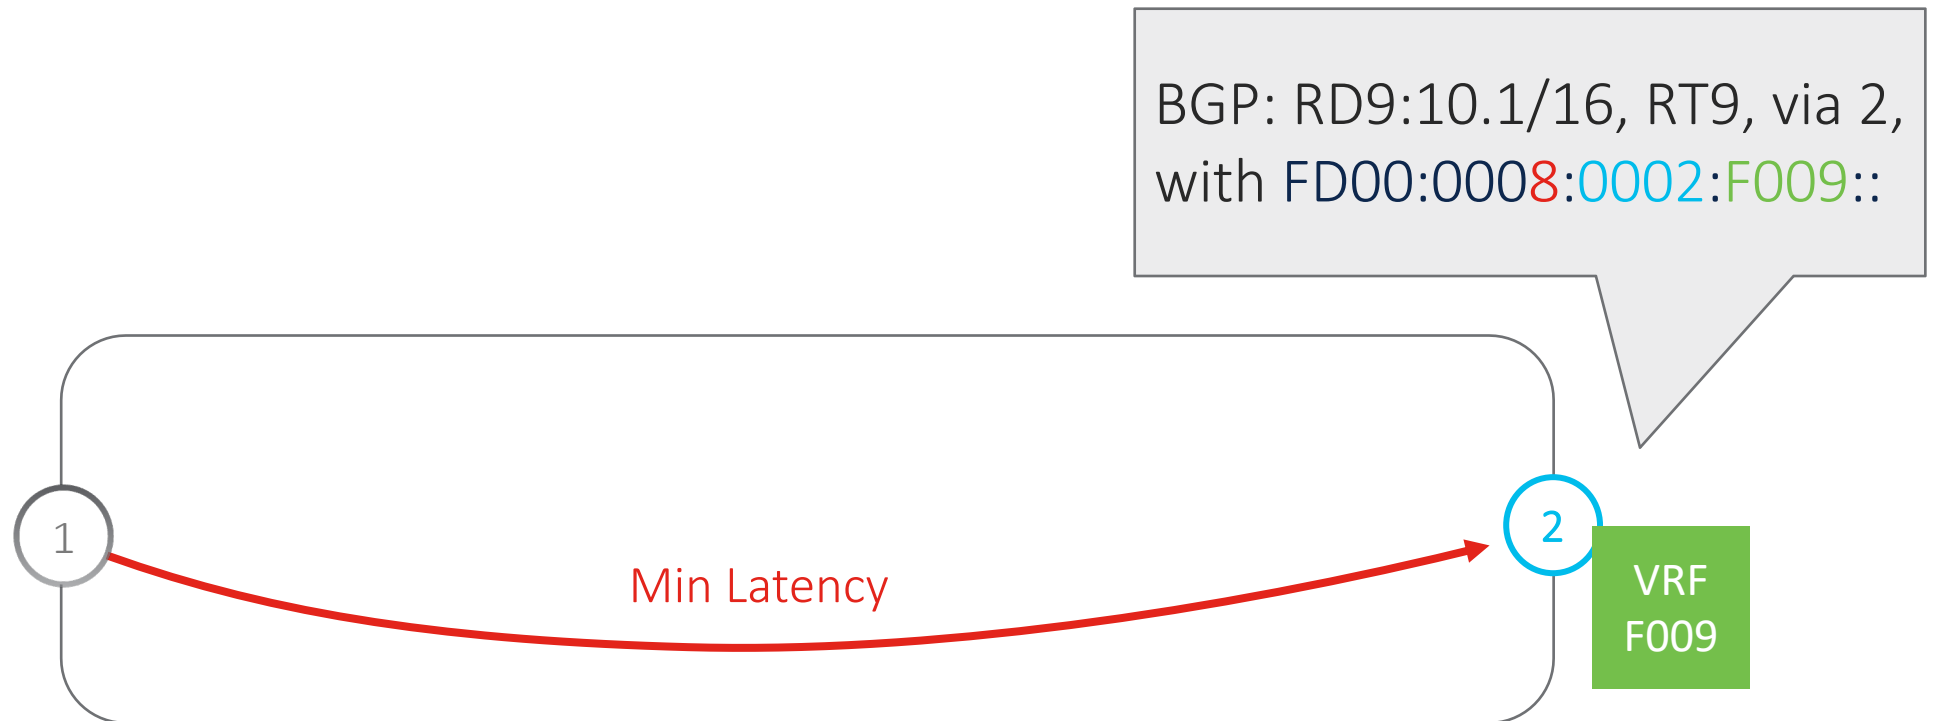 BGP: RD9:10.1/16, RT9, via 2,
with FD00:0008:0002:F009::
1
2
Min Latency
VRF
F009